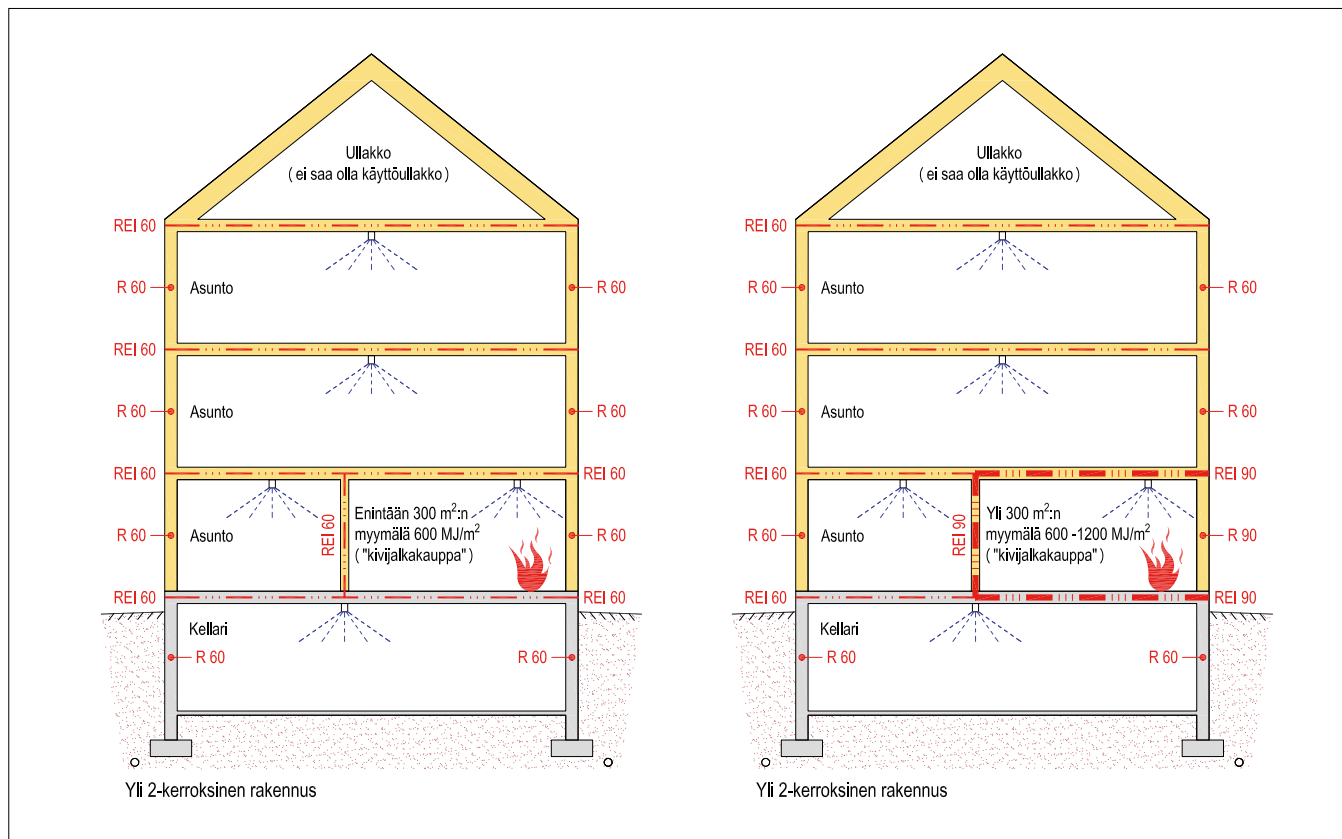 Ullakko
( ei saa olla käyttöullakko )
REI 60
R 60
Asunto
R 60
REI 60
R 60
Asunto
R 60
REI 60
REI 60
R 60
Asunto
REI 60
Enintään 300 m²:n
myymälä 600 MJ/m²
( "kivijalkakauppa" )
R 60
REI 60
REI 60
Kellari
R 60
R 60
Yli 2-kerroksinen rakennus
Ullakko
( ei saa olla käyttöullakko )
REI 60
R 60
Asunto
R 60
REI 60
R 60
Asunto
R 60
REI 60
REI 90
R 60
Asunto
REI 90
Yli 300 m²:n
myymälä 600 -1200 MJ/m²
( "kivijalkakauppa" )
R 90
REI 60
REI 90
Kellari
R 60
R 60
Yli 2-kerroksinen rakennus